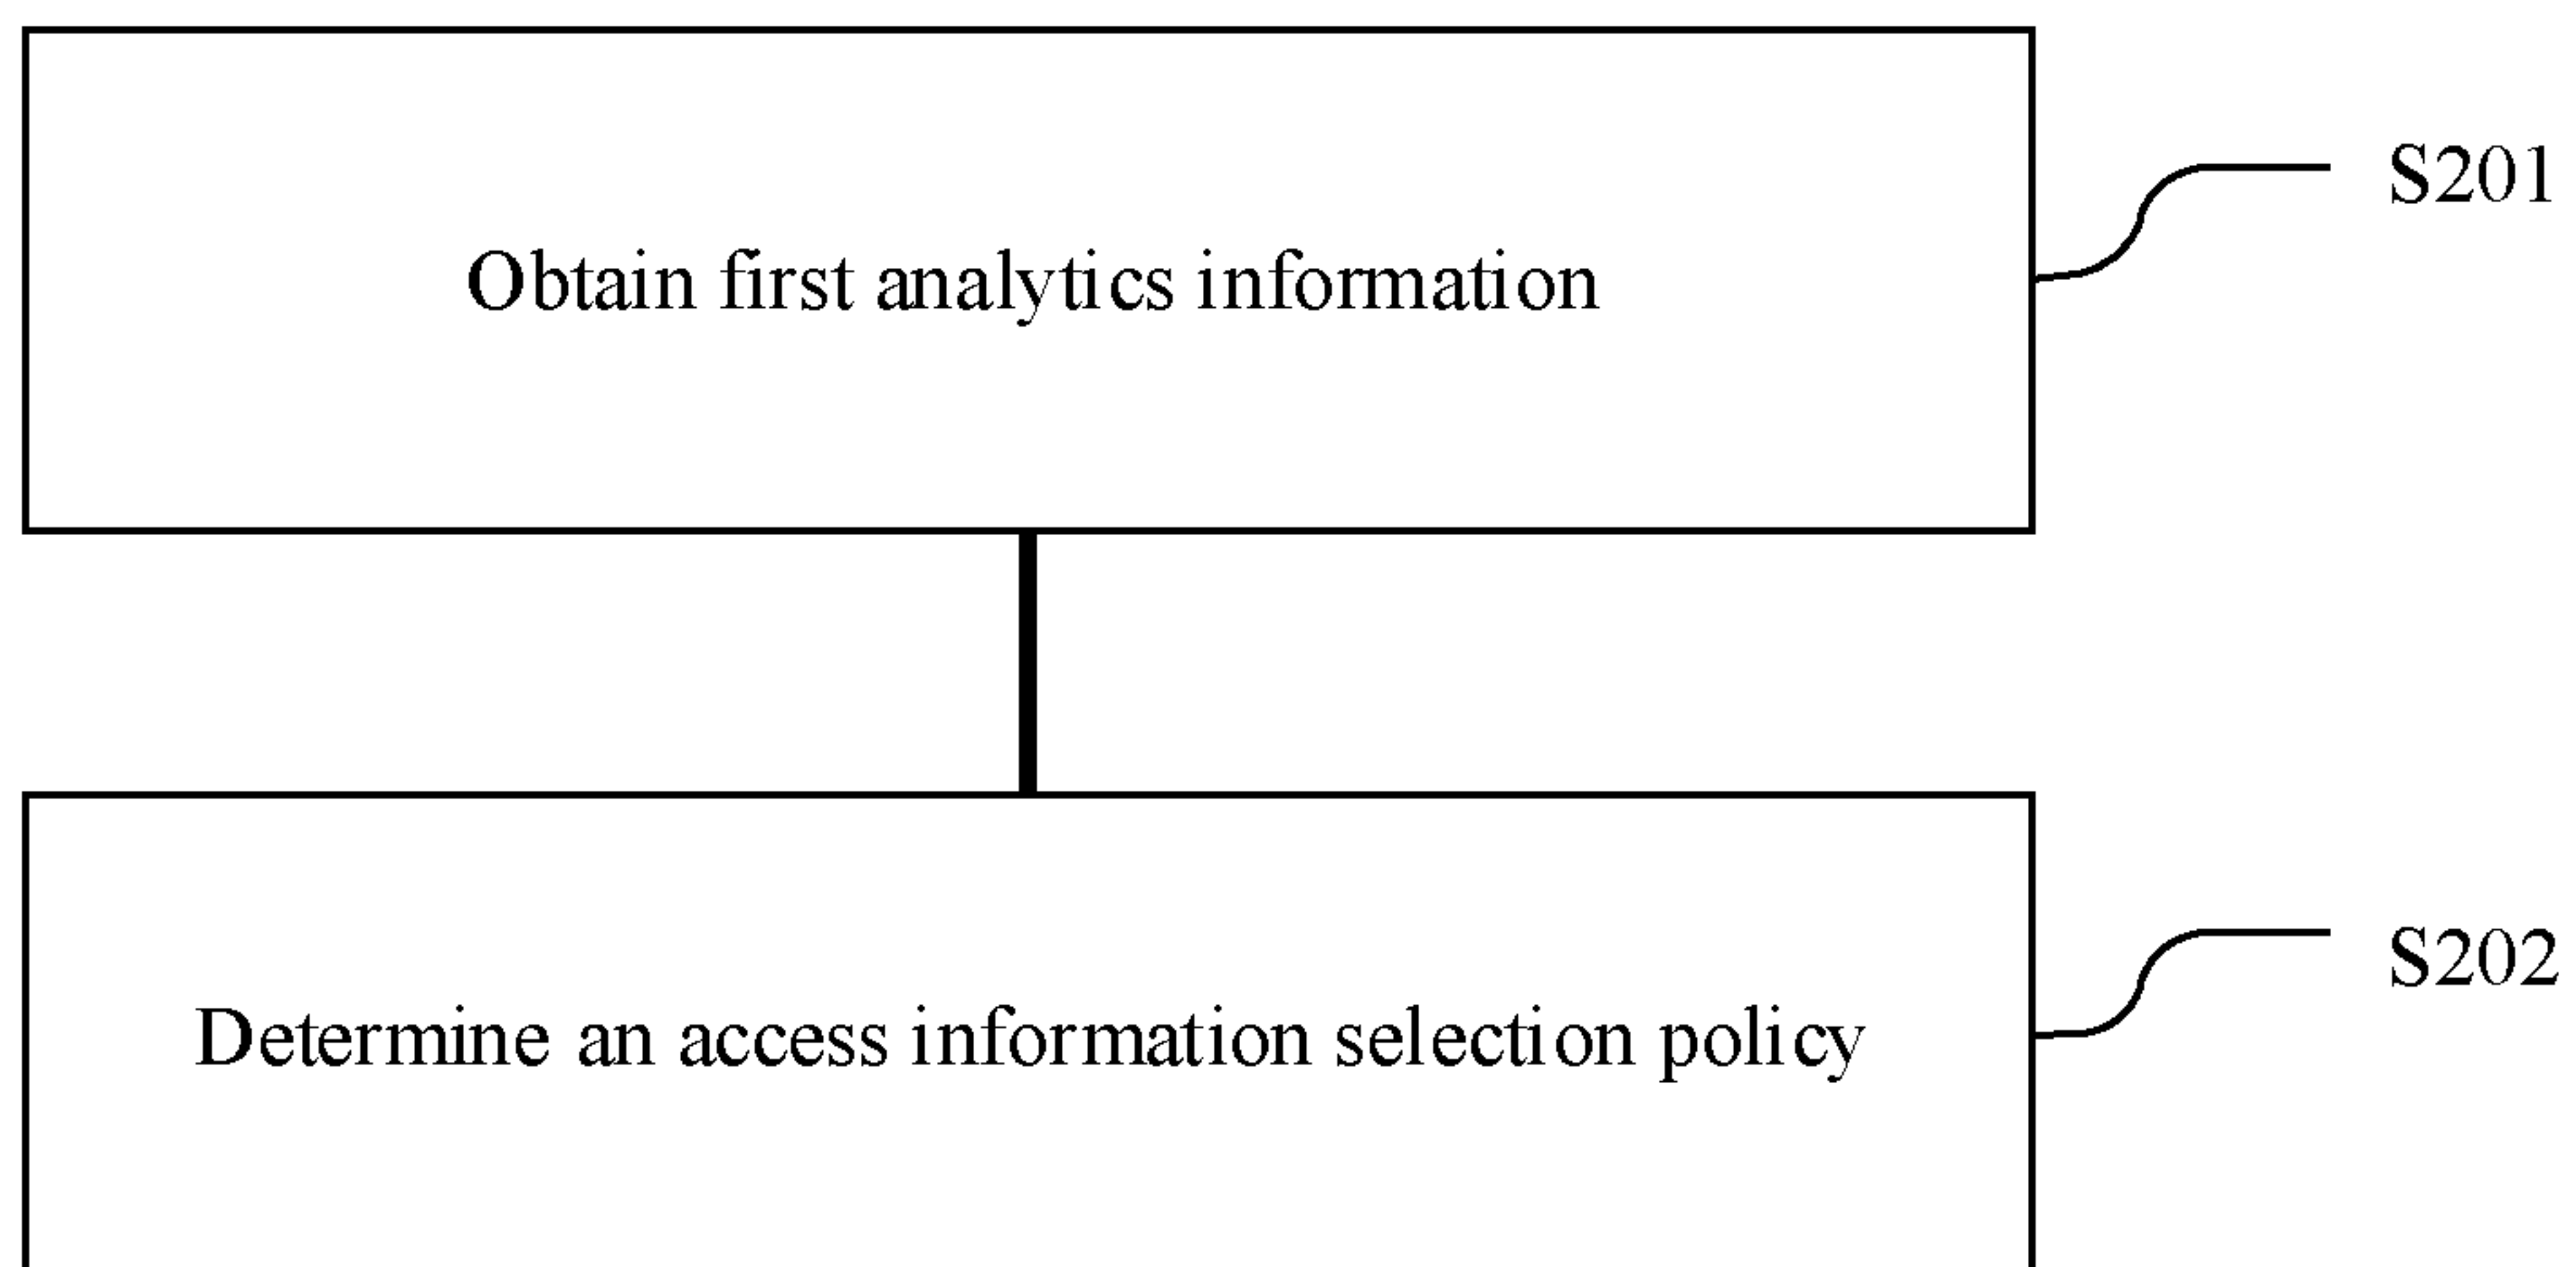 S201
Obtain first analytics information
S202
Determine an access information selection policy